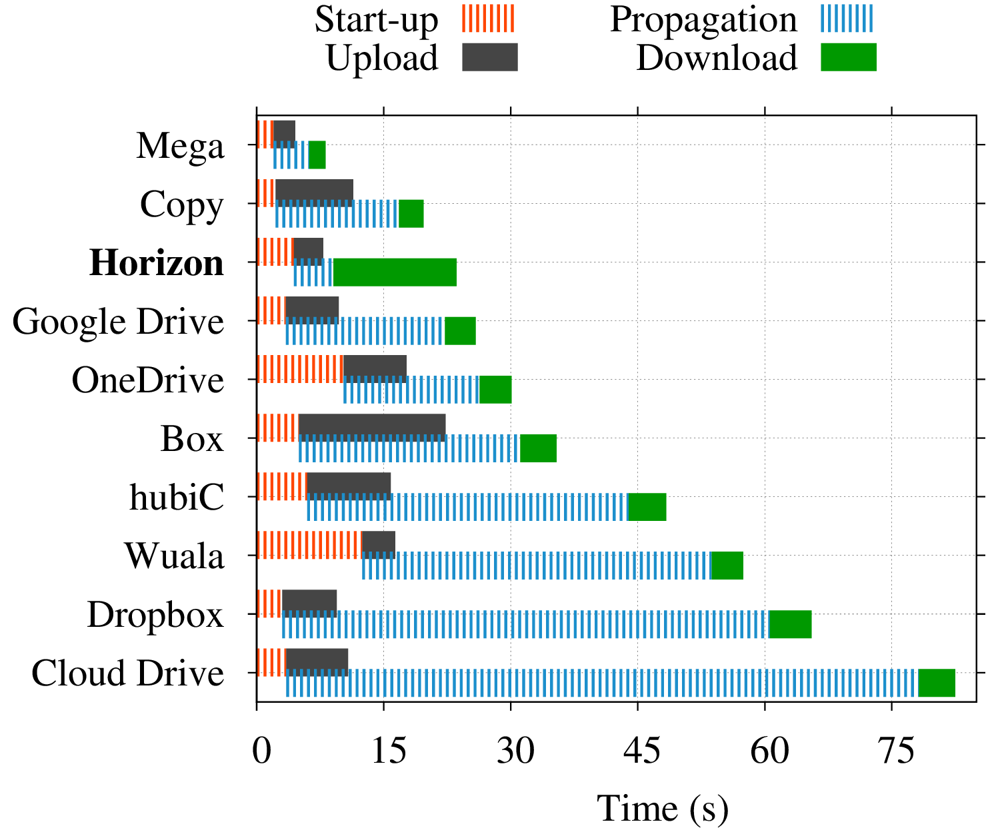 Start-up
Propagation
Upload
Download
Mega
Copy
Horizon
Google Drive
OneDrive
Box
hubiC
Wuala
Dropbox
Cloud Drive
0 15 30 45 60 75
Time (s)